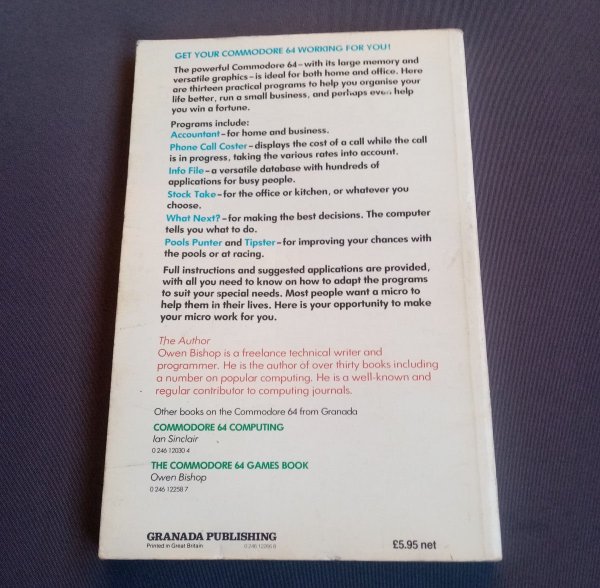 GET YOUR COMMODORE 64 WORKING FOR YOU!
The powerful Commodore 64–with its large memory and
versatile graphics–is ideal for both home and office. Here
are thirteen practical programs to help you organise your
life better, run a small business, and perhaps even help
you win a fortune.
Programs include:
Accountant–for home and business.
Phone Call Coster–displays the cost of a call while the call
is in progress, taking the various rates into account.
Info File–a versatile database with hundreds of
applications for busy people.
Stock Take–for the office or kitchen, or whatever you
choose.
What Next?–for making the best decisions. The computer
tells you what to do.
Pools Punter and Tipster–for improving your chances with
the pools or at racing.
Full instructions and suggested applications are provided,
with all you need to know on how to adapt the programs
to suit your special needs. Most people want a micro to
help them in their lives. Here is your opportunity to make
your micro work for you.
The Author
Owen Bishop is a freelance technical writer and
programmer. He is the author of over thirty books including
a number on popular computing. He is a well-known and
regular contributor to computing journals.
Other books on the Commodore 64 from Granada
COMMODORE 64 COMPUTING
Ian Sinclair
0 246 12030 4
THE COMMODORE 64 GAMES BOOK
Owen Bishop
0 246 12258 7
GRANADA PUBLISHING
Printed in Great Britain
£5.95 net